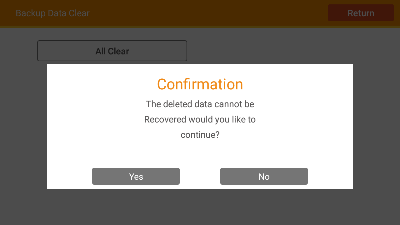 Backup Data Clear
Return
All Clear
Confirmation
The deleted data cannot be
Recovered would you like to
continue?
Yes
No